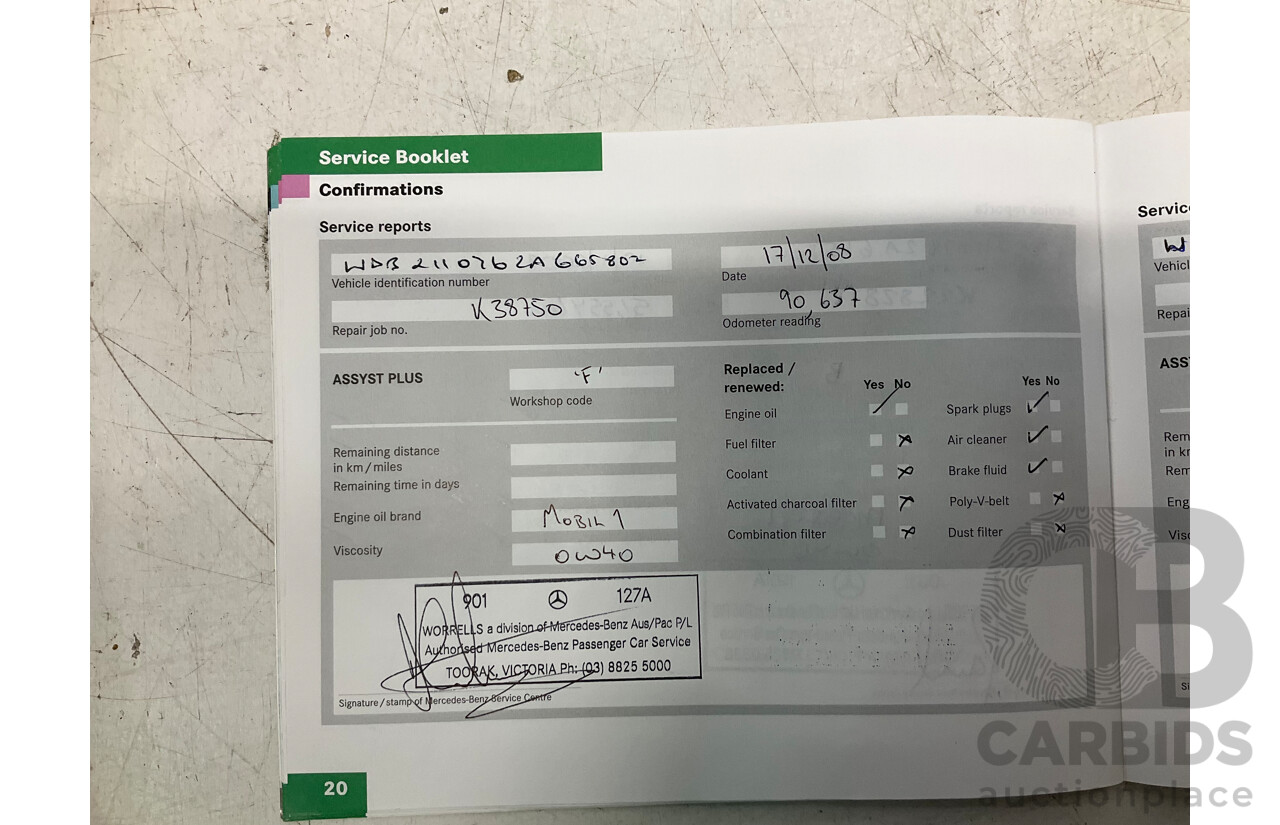 Service Booklet
Confirmations
Service reports
WDB 2110762A665802
Vehicle identification number
17/12/08
Date
K38750
Repair job no.
90,637
Odometer reading
ASSYST PLUS
'F'
Workshop code
Remaining distance
in km/miles
Remaining time in days
Engine oil brand
MOBIL 1
Viscosity
0W40
Replaced /
renewed:
Yes No
Engine oil
Fuel filter
Coolant
Activated charcoal filter
Combination filter
Yes No
Spark plugs
Air cleaner
Brake fluid
Poly-V-belt
Dust filter
901 127A
WORRELLS a division of Mercedes-Benz Aus/Pac P/L
Authorised Mercedes-Benz Passenger Car Service
TOORAK, VICTORIA Ph: (03) 8825 5000
Signature/stamp of Mercedes-Benz Service Centre
20
Servic
W
Vehicl
Repai
ASS
Rem
in kr
Rem
Eng
Visc
Si
CB
CARBIDS
auctionplace